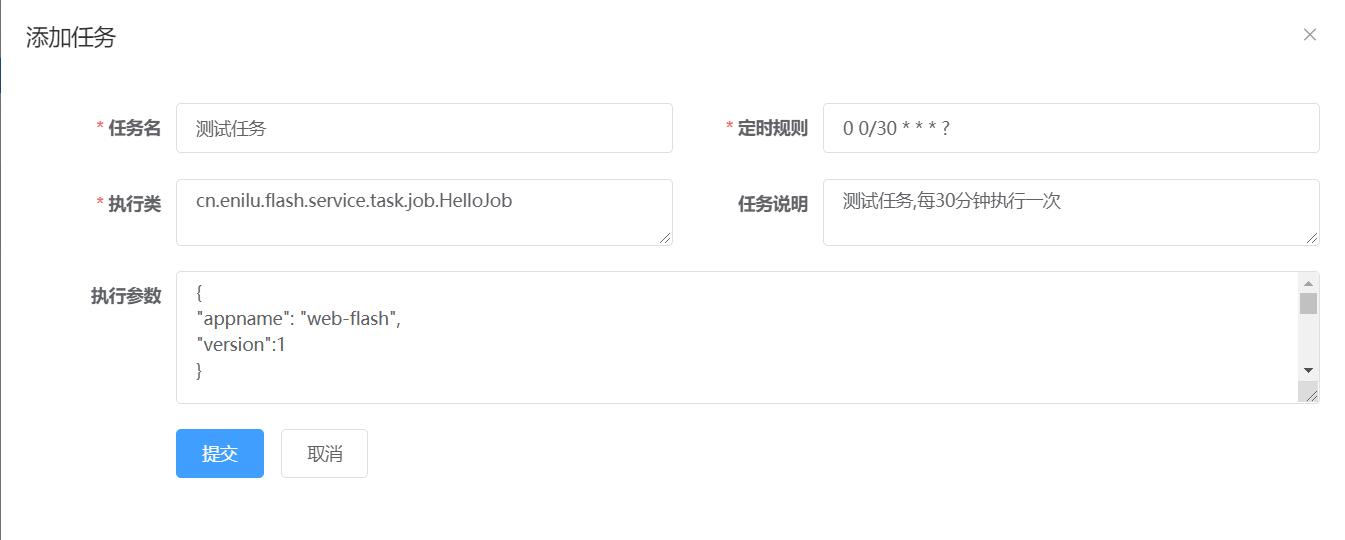 添加任务
* 任务名 测试任务
* 定时规则 0 0/30 * * * ?
* 执行类 cn.enilu.flash.service.task.job.HelloJob
任务说明 测试任务,每30分钟执行一次
执行参数 {
"appname": "web-flash",
"version":1
}
提交 取消